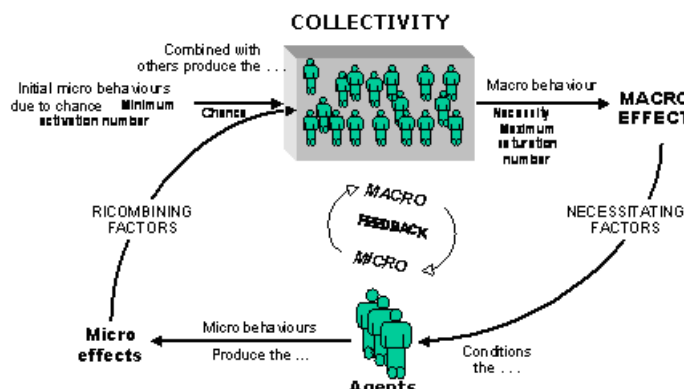 COLLECTIVITY
Combined with
others produce the ...
Initial micro behaviours
due to chance Minimum
activation number
Chance
Macro behaviour
Necessity
Maximum
saturation
number
MACRO
EFFECT
RICOMBINING
FACTORS
MACRO
FEEDBACK
MICRO
NECESSITATING
FACTORS
Micro
effects
Micro behaviours
Produce the ...
Conditions
the ...
Agents